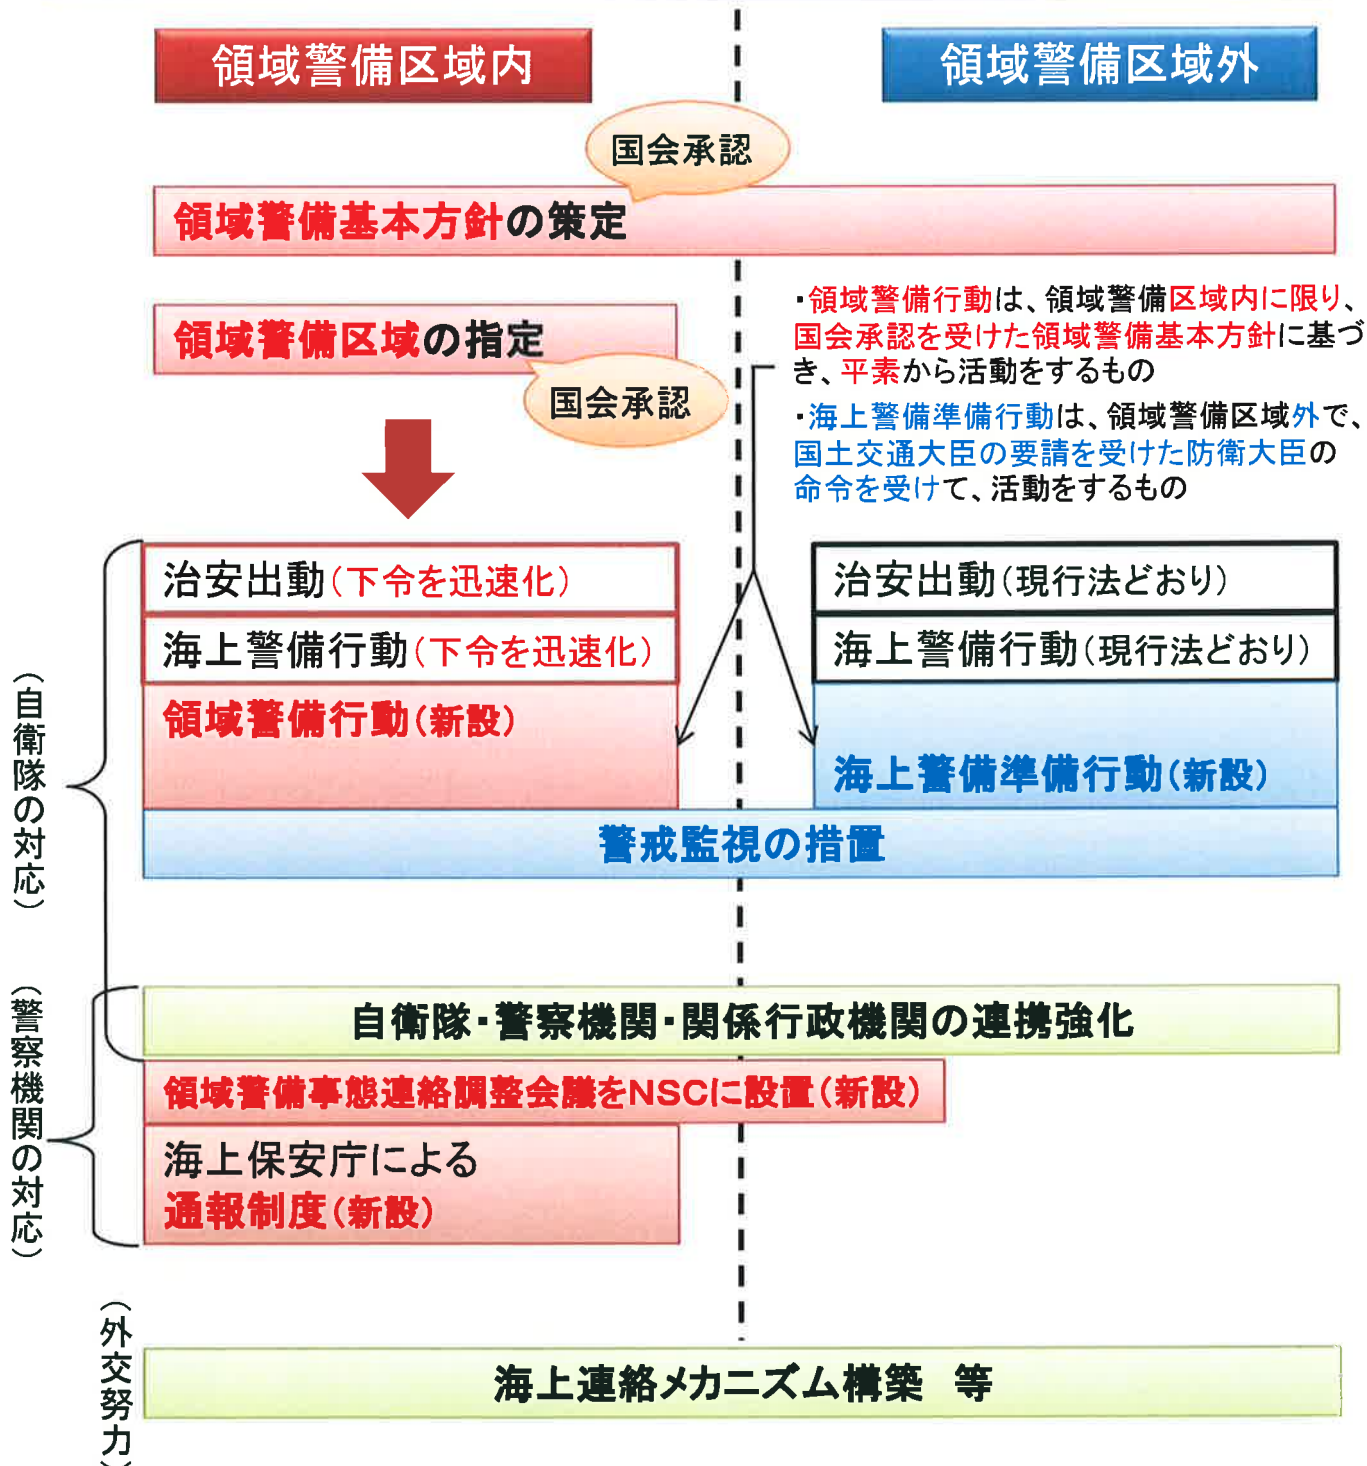 領域警備区域内
領域警備区域外
国会承認
領域警備基本方針の策定
領域警備区域の指定
国会承認
・領域警備行動は、領域警備区域内に限り、
国会承認を受けた領域警備基本方針に基づ
き、平素から活動をするもの
・海上警備準備行動は、領域警備区域外で、
国土交通大臣の要請を受けた防衛大臣の
命令を受けて、活動をするもの
(自衛隊の対応)
治安出動(下令を迅速化)
海上警備行動(下令を迅速化)
領域警備行動(新設)
治安出動(現行法どおり)
海上警備行動(現行法どおり)
海上警備準備行動(新設)
警戒監視の措置
(警察機関の対応)
自衛隊・警察機関・関係行政機関の連携強化
領域警備事態連絡調整会議をNSCに設置(新設)
海上保安庁による
通報制度(新設)
(外交努力)
海上連絡メカニズム構築 等